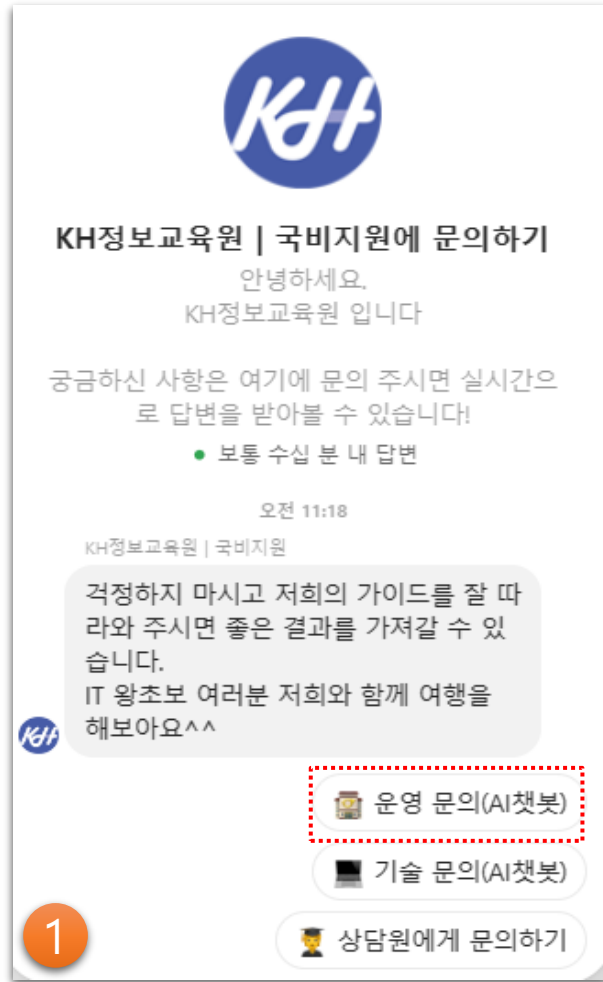 KH
KH정보교육원 | 국비지원에 문의하기
안녕하세요.
KH정보교육원 입니다
궁금하신 사항은 여기에 문의 주시면 실시간으
로 답변을 받아볼 수 있습니다!
보통 수십 분 내 답변
오전 11:18
KH정보교육원 | 국비지원
걱정하지 마시고 저희의 가이드를 잘 따
라와 주시면 좋은 결과를 가져갈 수 있
습니다.
IT 왕초보 여러분 저희와 함께 여행을
해보아요^^
KH
운영 문의(AI챗봇)
기술 문의(AI챗봇)
상담원에게 문의하기
1